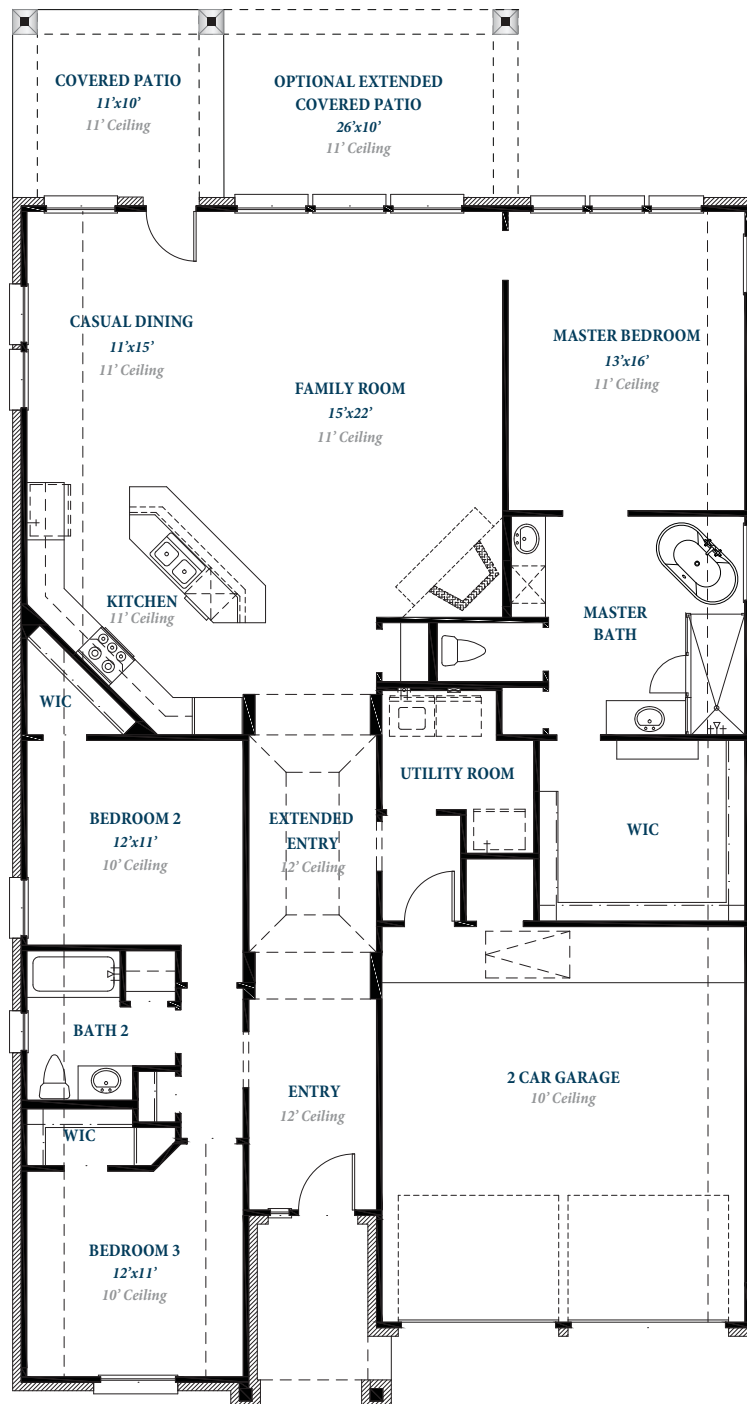 COVERED PATIO
11'x10'
11' Ceiling
OPTIONAL EXTENDED
COVERED PATIO
26'x10'
11' Ceiling
CASUAL DINING
11'x15'
11' Ceiling
FAMILY ROOM
15'x22'
11' Ceiling
MASTER BEDROOM
13'x16'
11' Ceiling
KITCHEN
11' Ceiling
MASTER
BATH
WIC
UTILITY ROOM
BEDROOM 2
12'x11'
10' Ceiling
EXTENDED
ENTRY
12' Ceiling
WIC
BATH 2
ENTRY
12' Ceiling
2 CAR GARAGE
10' Ceiling
WIC
BEDROOM 3
12'x11'
10' Ceiling